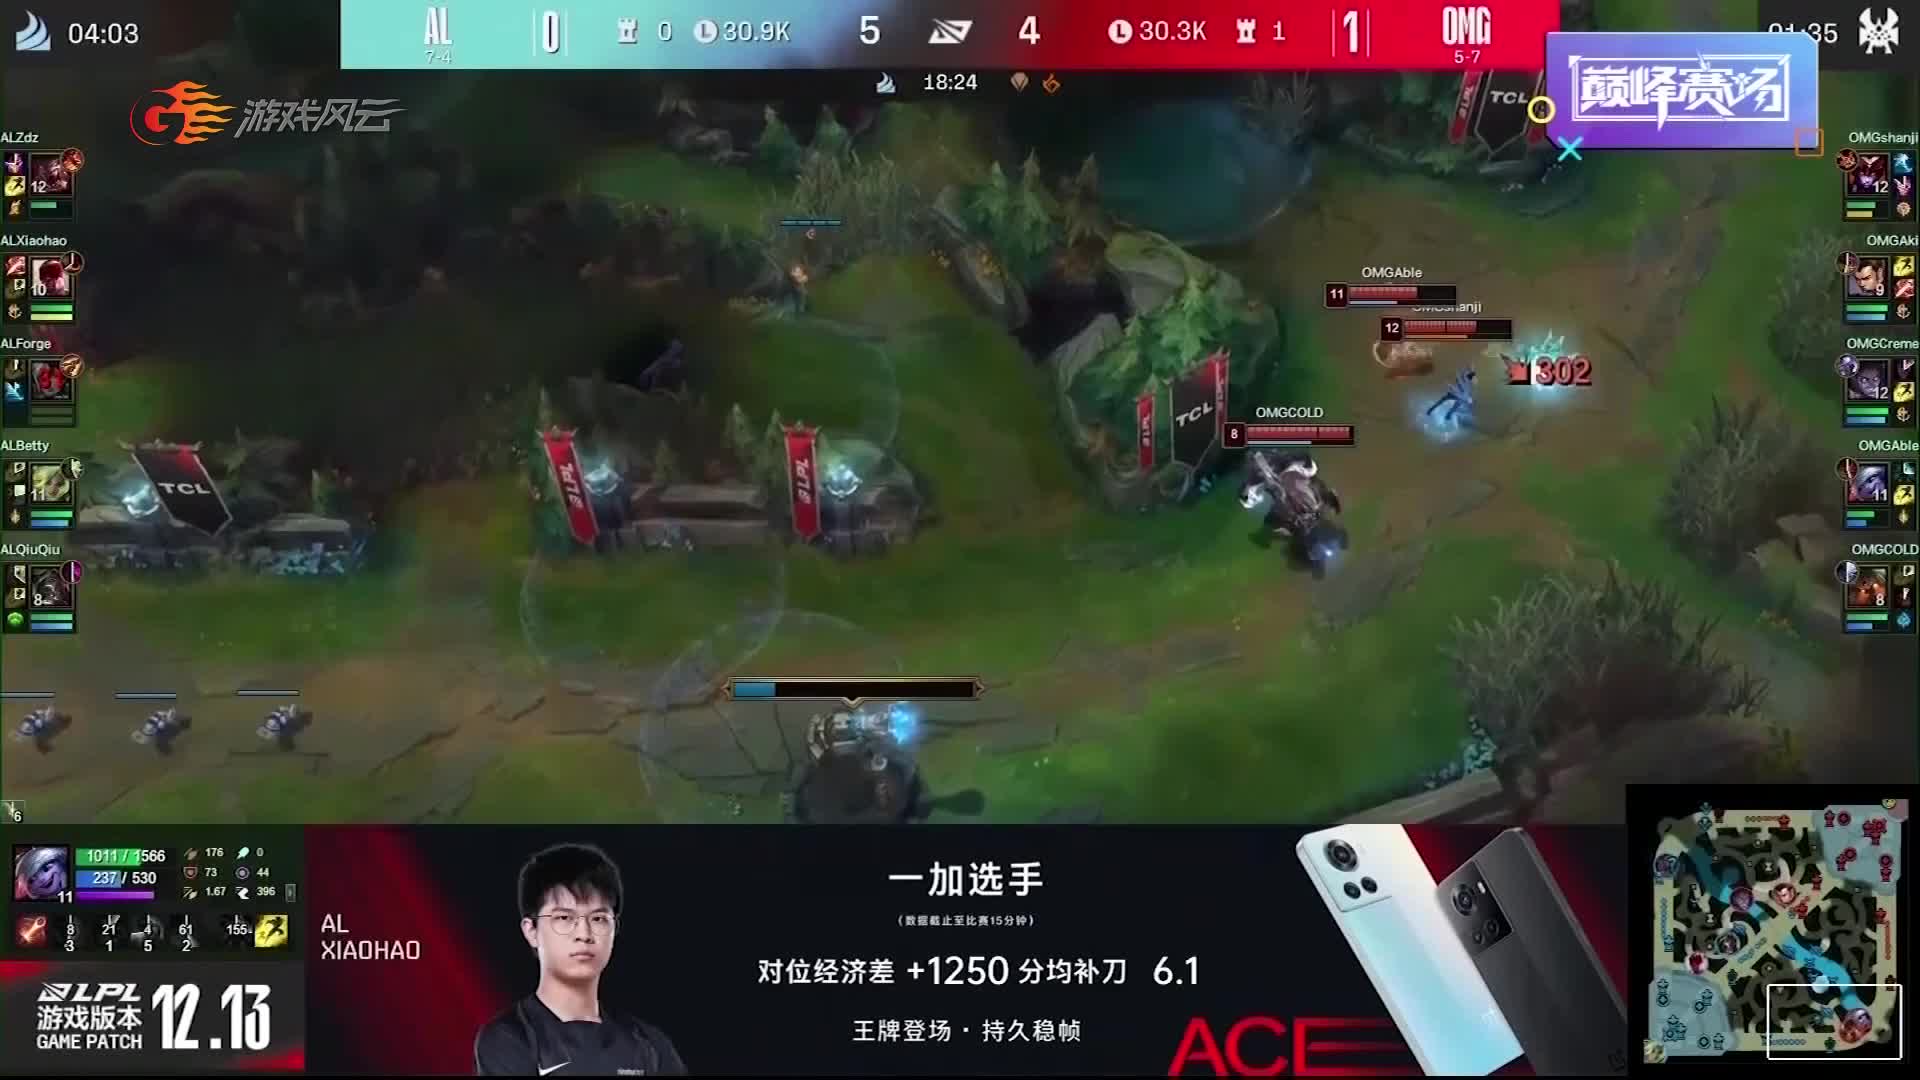 04:03
AL
7-4
0
0
30.9K
5
4
30.3K
1
1
OMG
5-7
:35
18:24
游戏风云
巅峰赛场
TCL
ALZdz
12
ALXiaohao
10
ALForge
ALBetty
11
ALQiuQiu
8
OMGshanji
12
OMGAki
9
OMGCreme
12
OMGAble
11
OMGCOLD
8
OMGAble
11
12
302
OMGCOLD
8
TCL
TCL
6
1011 / 1566
237 / 530
11
176
0
73
44
1.67
396
8
21
4
61
155
3
1
5
2
LPL
游戏版本
GAME PATCH
12.13
AL
XIAOHAO
一加选手
(数据截止至比赛15分钟)
对位经济差 +1250 分均补刀 6.1
王牌登场 · 持久稳帧
ACE